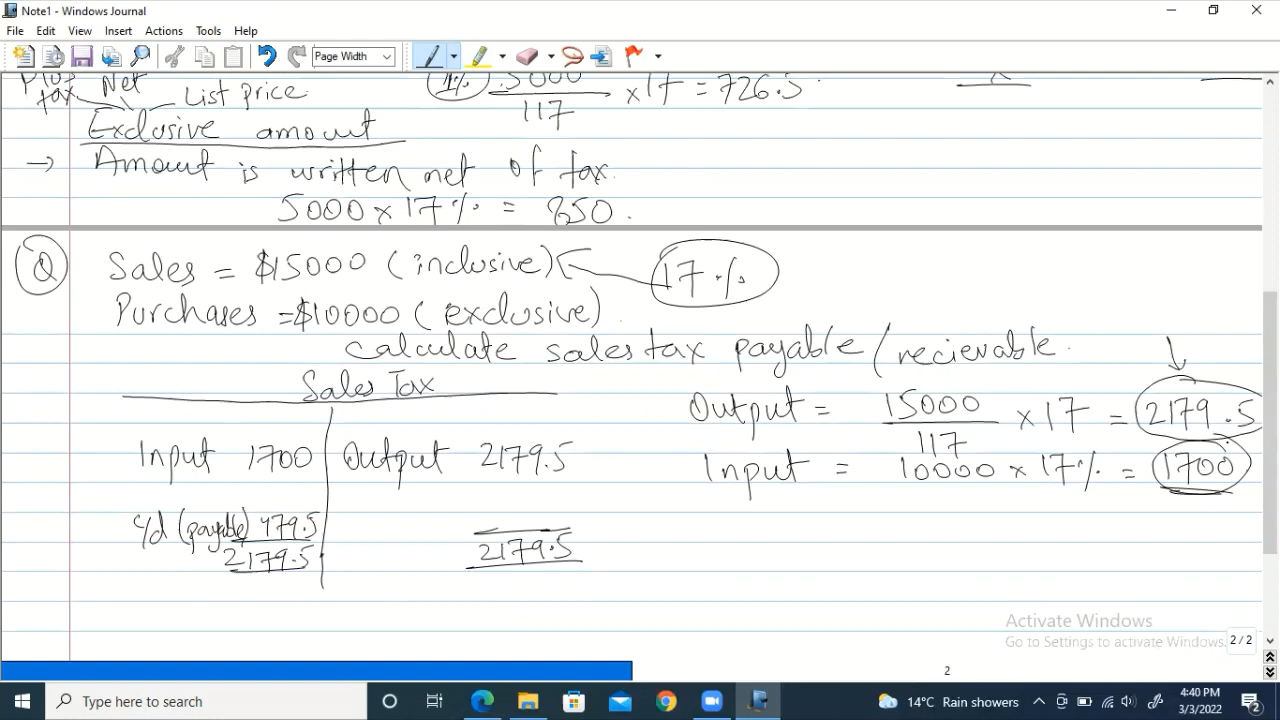 Note1 - Windows Journal
File Edit View Insert Actions Tools Help
Page Width
Plus Net
tax List price
5000 × 17 = 726.5
117
Exclusive amount
→ Amount is written net of tax.
5000 × 17% = 850.
Q Sales = $15000 (inclusive) 17%
Purchases = $10000 (exclusive)
Calculate sales tax payable / recievable.
Sales Tax
Output = 15000 × 17 = 2179.5
117
Input 1700 Output 2179.5
Input = 10000 × 17% = 1700
c/d (payable) 479.5
2179.5 2179.5
Activate Windows
Go to Settings to activate Windows.
2 / 2
2
Type here to search
14°C Rain showers
4:40 PM
3/3/2022
2